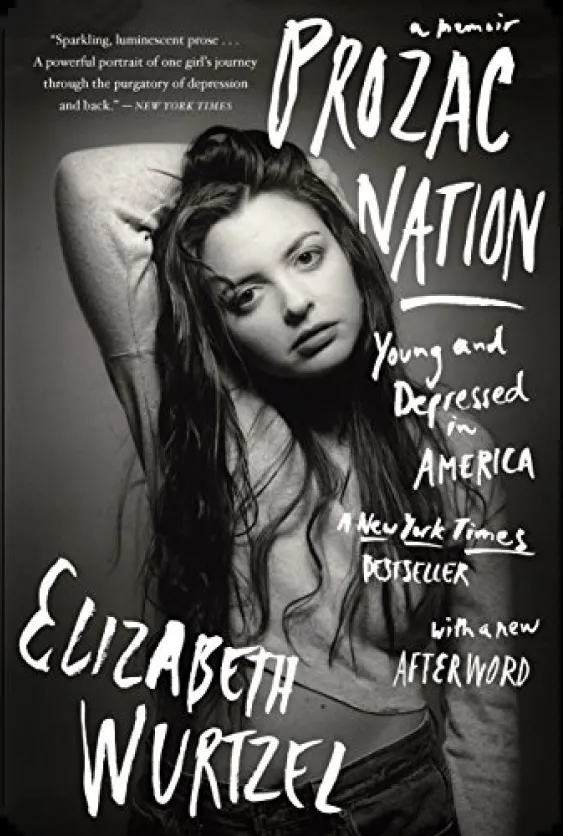 "Sparkling, luminescent prose . . .
A powerful portrait of one girl's journey
through the purgatory of depression
and back." — NEW YORK TIMES
a memoir
PROZAC
NATION
Young and
Depressed
in
AMERICA
A New York Times
BESTSELLER
with a new
AFTERWORD
ELIZABETH
WURTZEL